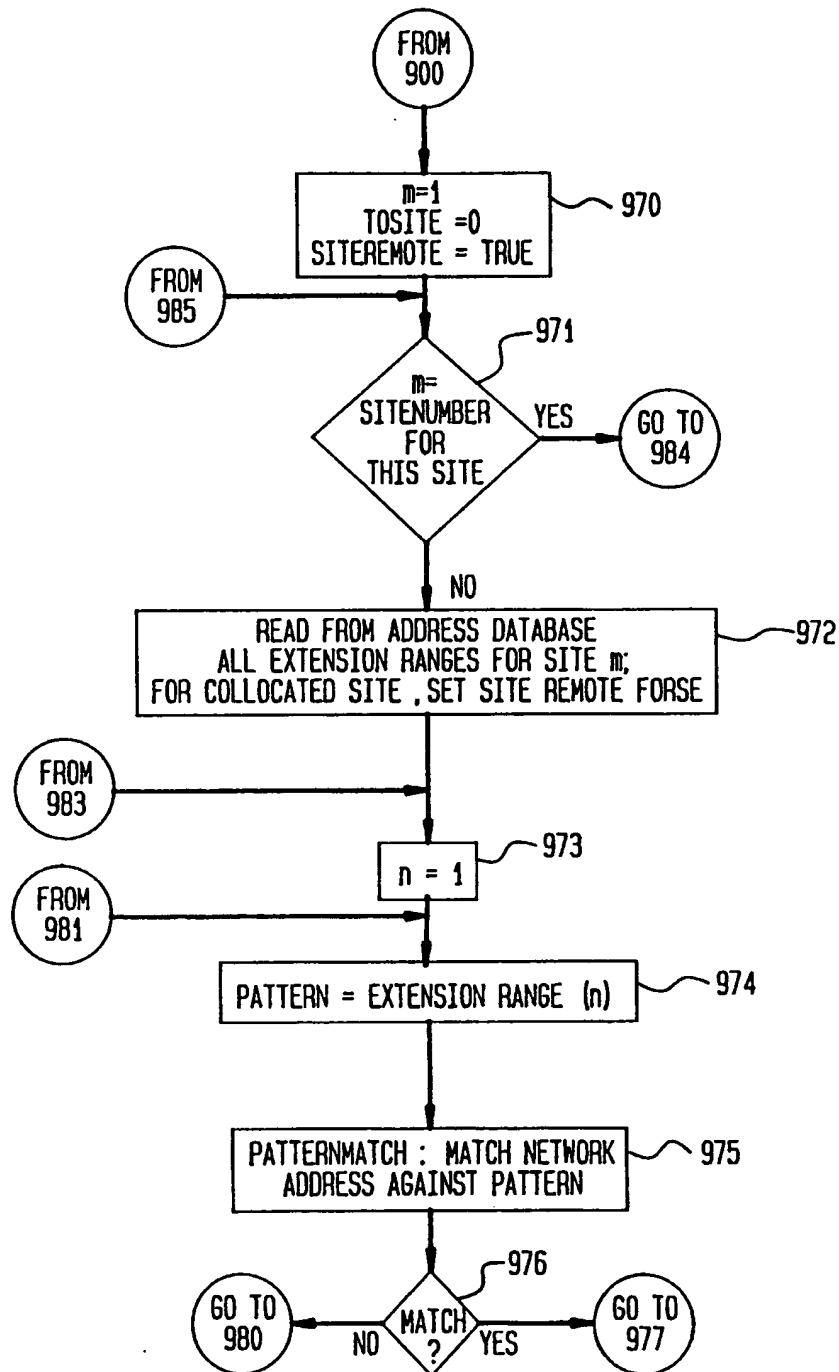 FROM
900
m=1
TOSITE =0
SITEREMOTE = TRUE
970
FROM
985
971
m=
SITENUMBER
FOR
THIS SITE
YES
GO TO
984
NO
READ FROM ADDRESS DATABASE
ALL EXTENSION RANGES FOR SITE m;
FOR COLLOCATED SITE , SET SITE REMOTE FORSE
972
FROM
983
973
n = 1
FROM
981
PATTERN = EXTENSION RANGE (n)
974
PATTERNMATCH : MATCH NETWORK
ADDRESS AGAINST PATTERN
975
976
GO TO
980
NO
MATCH
?
YES
GO TO
977